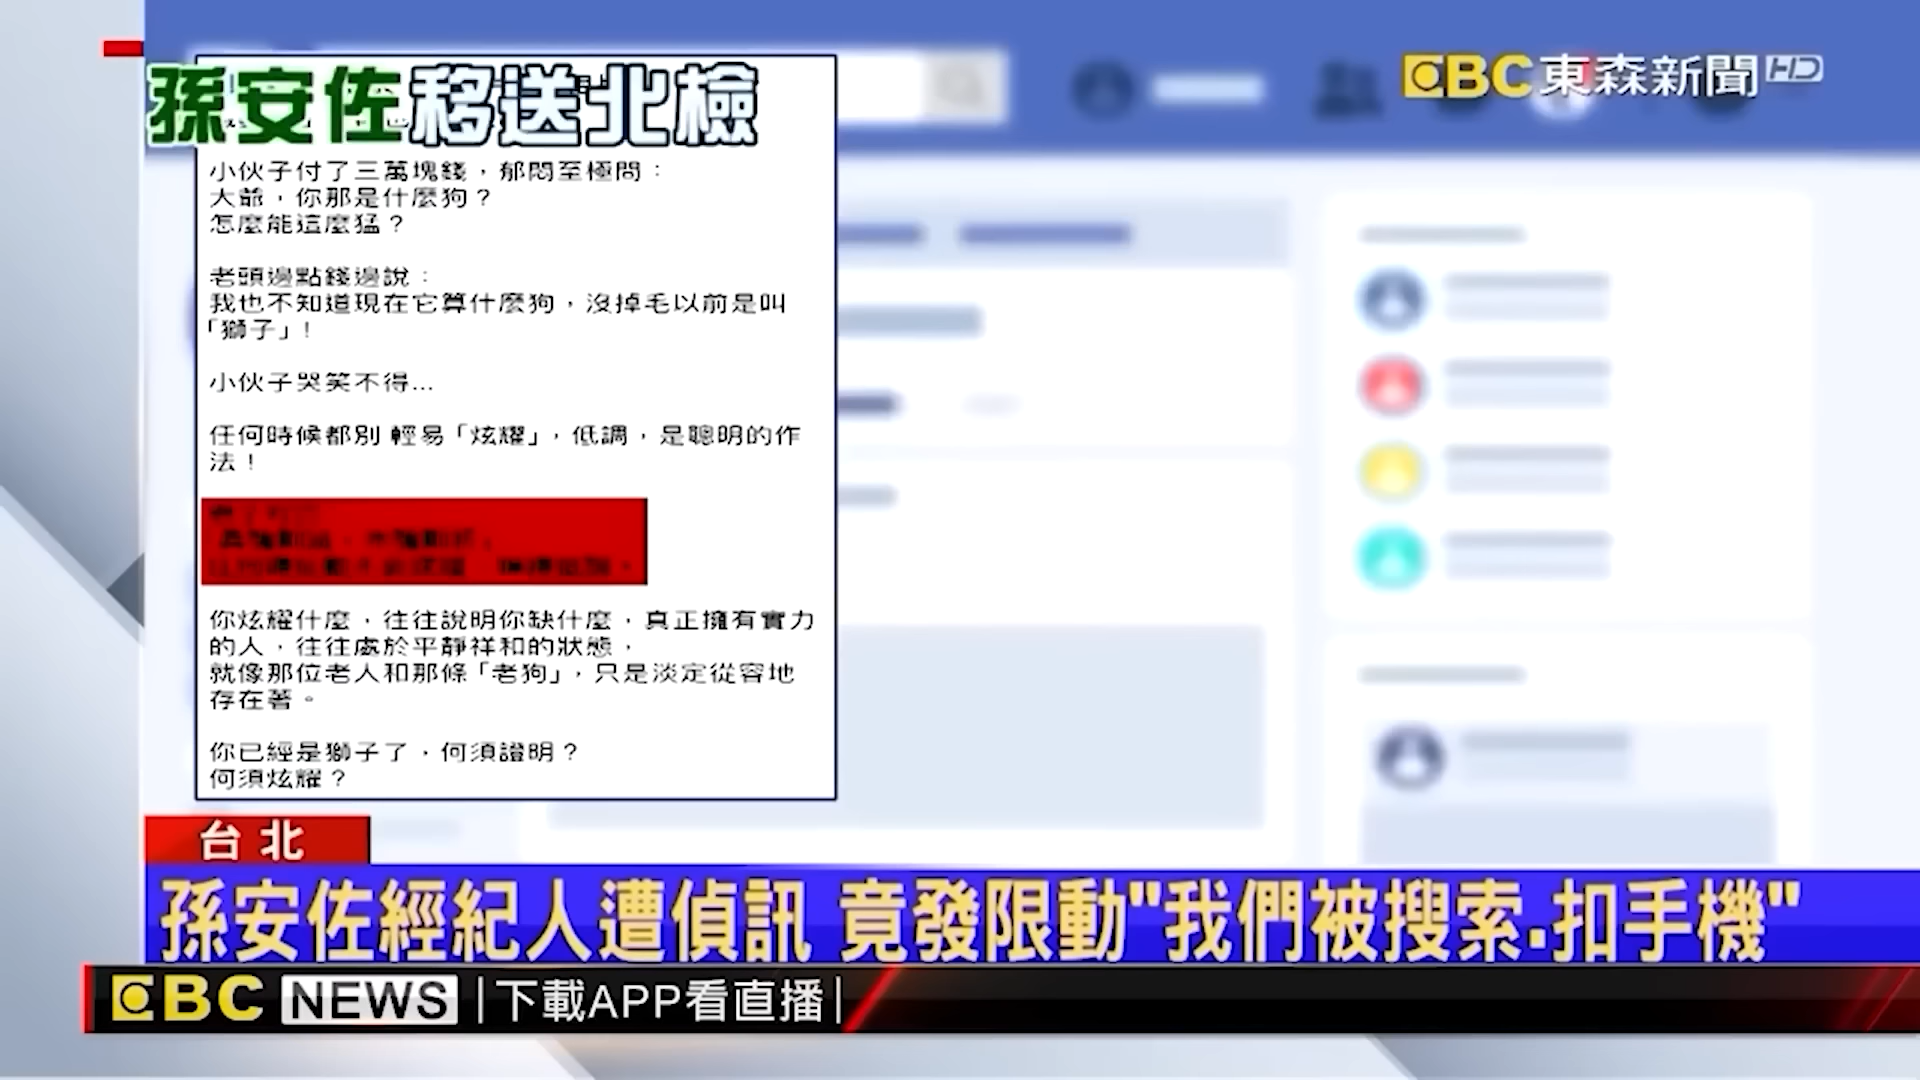 孫安佐移送北檢
EBC東森新聞HD
小伙子付了三萬塊錢，郁悶至極問：
大爺，你那是什麼狗？
怎麼能這麼猛？
老頭邊點錢邊說：
我也不知道現在它算什麼狗，沒掉毛以前是叫
「獅子」！
小伙子哭笑不得...
任何時候都別 輕易「炫耀」，低調，是聰明的作
法！
你炫耀什麼，往往說明你缺什麼，真正擁有實力
的人，往往處於平靜祥和的狀態，
就像那位老人和那條「老狗」，只是淡定從容地
存在著。
你已經是獅子了，何須證明？
何須炫耀？
台北
孫安佐經紀人遭偵訊 竟發限動"我們被搜索.扣手機"
EBC NEWS |下載APP看直播|